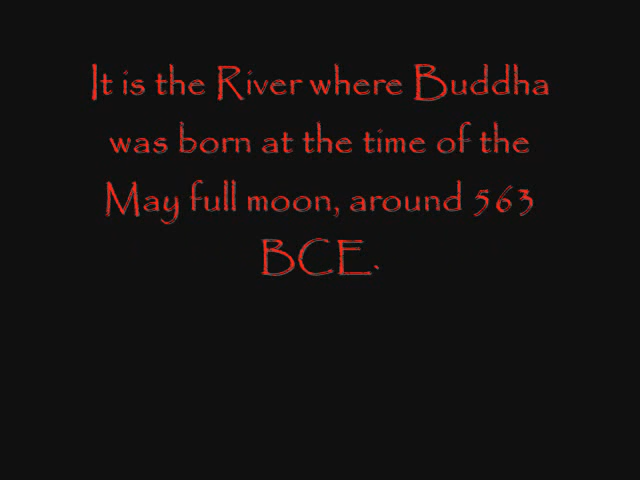 It is the River where Buddha
was born at the time of the
May full moon, around 563
BCE.